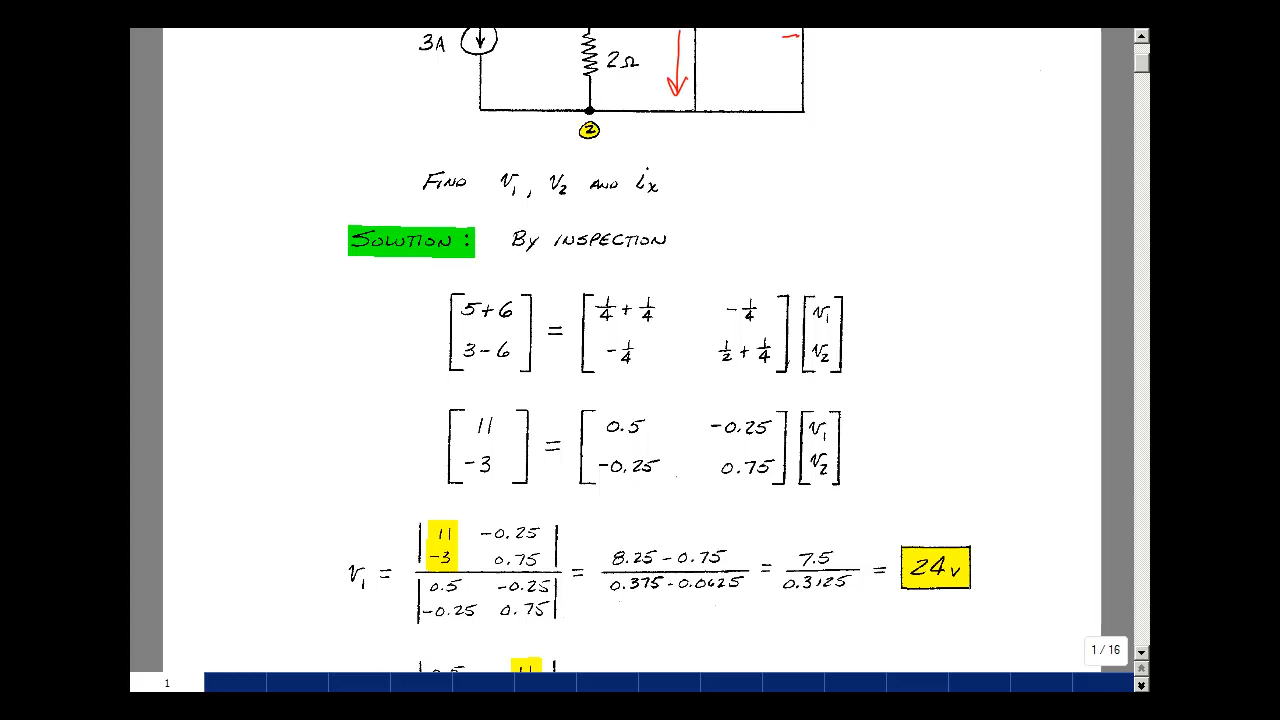 3A
2Ω
2
FIND v₁, v₂ AND iₓ
SOLUTION: BY INSPECTION
[5+6; 3-6] = [1/4 + 1/4, -1/4; -1/4, 1/2 + 1/4] [v₁; v₂]
[11; -3] = [0.5, -0.25; -0.25, 0.75] [v₁; v₂]
v₁ = |11 -0.25; -3 0.75| / |0.5 -0.25; -0.25 0.75| = (8.25 - 0.75) / (0.375 - 0.0625) = 7.5 / 0.3125 = 24v
1 / 16
1